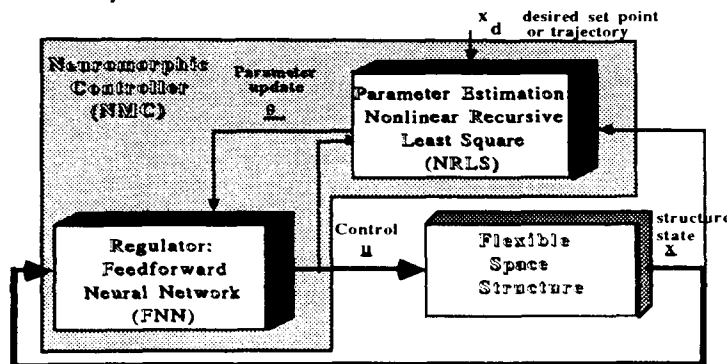 x
d
desired set point
or trajectory
Neuromorphic
Controller
(NMC)
Parameter
update
θ
Parameter Estimation:
Nonlinear Recursive
Least Square
(NRLS)
Regulator:
Feedforward
Neural Network
(FNN)
Control
u
Flexible
Space
Structure
structure
state
x